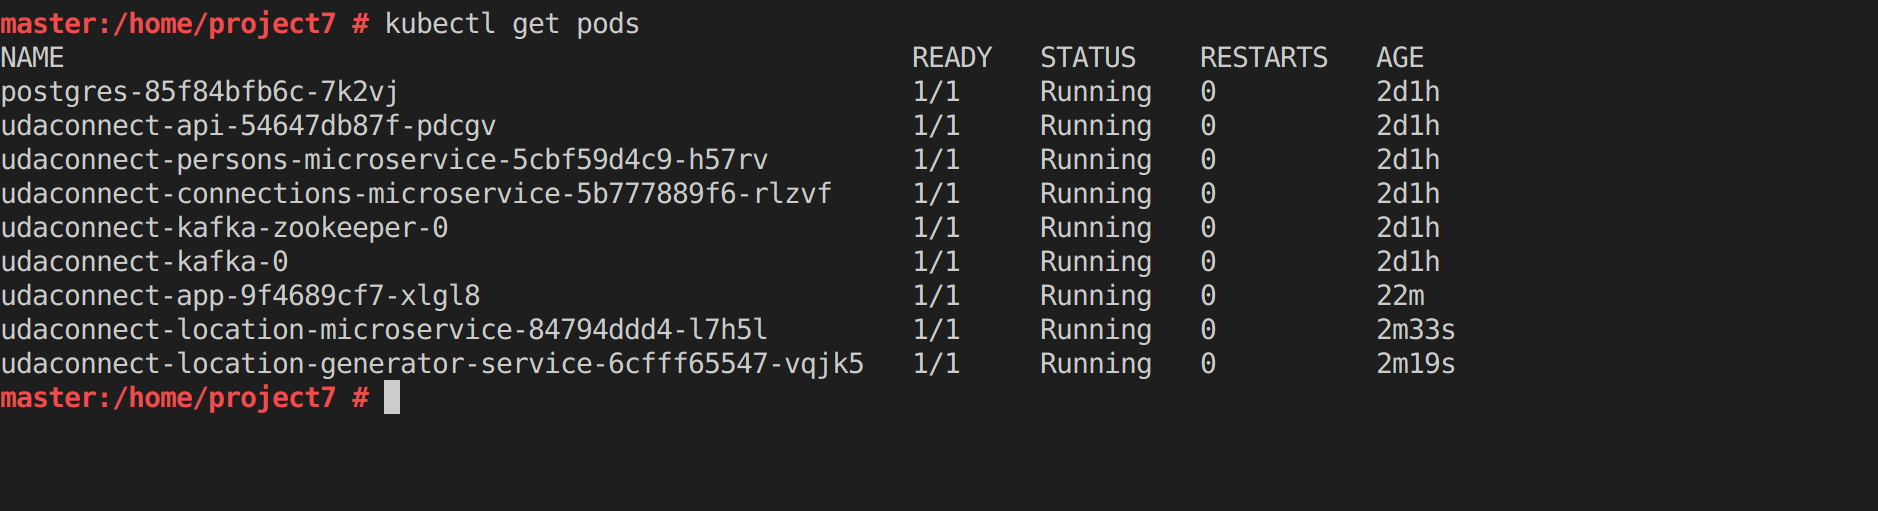 master:/home/project7 # kubectl get pods
NAME READY STATUS RESTARTS AGE
postgres-85f84bfb6c-7k2vj 1/1 Running 0 2d1h
udaconnect-api-54647db87f-pdcgv 1/1 Running 0 2d1h
udaconnect-persons-microservice-5cbf59d4c9-h57rv 1/1 Running 0 2d1h
udaconnect-connections-microservice-5b777889f6-rlzvf 1/1 Running 0 2d1h
udaconnect-kafka-zookeeper-0 1/1 Running 0 2d1h
udaconnect-kafka-0 1/1 Running 0 2d1h
udaconnect-app-9f4689cf7-xlgl8 1/1 Running 0 22m
udaconnect-location-microservice-84794ddd4-l7h5l 1/1 Running 0 2m33s
udaconnect-location-generator-service-6cfff65547-vqjk5 1/1 Running 0 2m19s
master:/home/project7 #